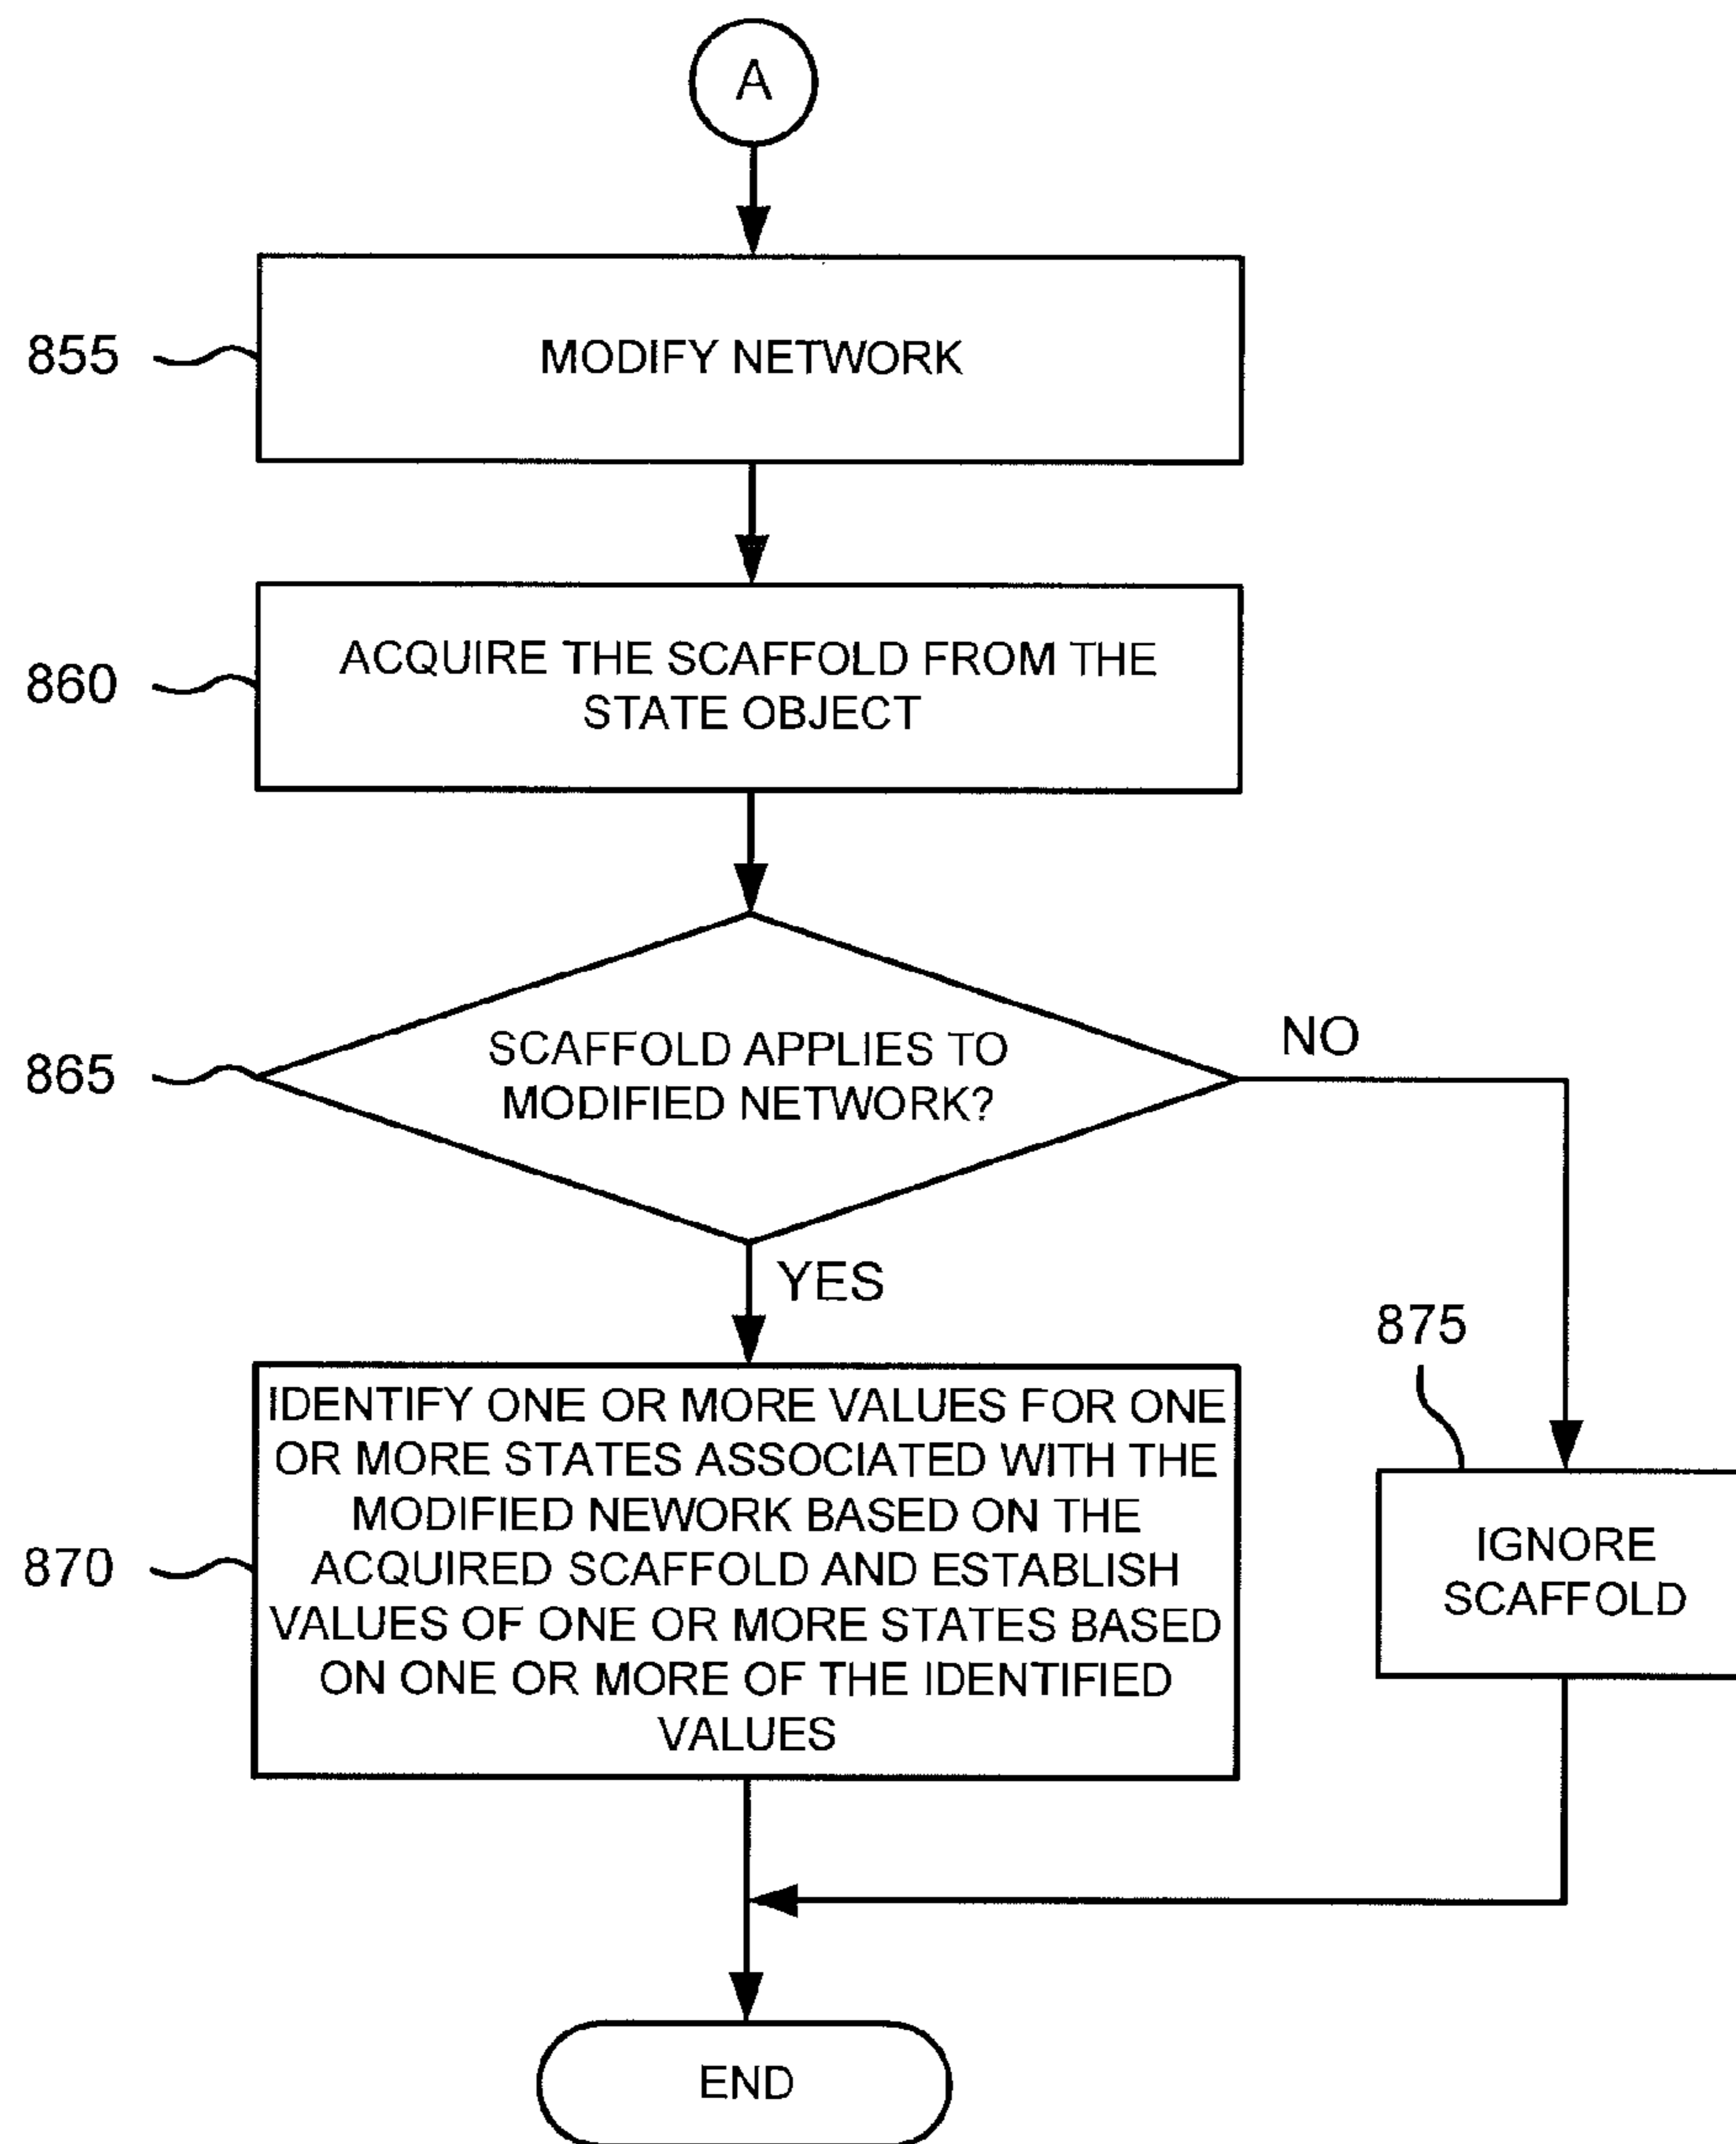 A
855
MODIFY NETWORK
860
ACQUIRE THE SCAFFOLD FROM THE
STATE OBJECT
865
SCAFFOLD APPLIES TO
MODIFIED NETWORK?
NO
YES
875
870
IDENTIFY ONE OR MORE VALUES FOR ONE
OR MORE STATES ASSOCIATED WITH THE
MODIFIED NEWORK BASED ON THE
ACQUIRED SCAFFOLD AND ESTABLISH
VALUES OF ONE OR MORE STATES BASED
ON ONE OR MORE OF THE IDENTIFIED
VALUES
IGNORE
SCAFFOLD
END